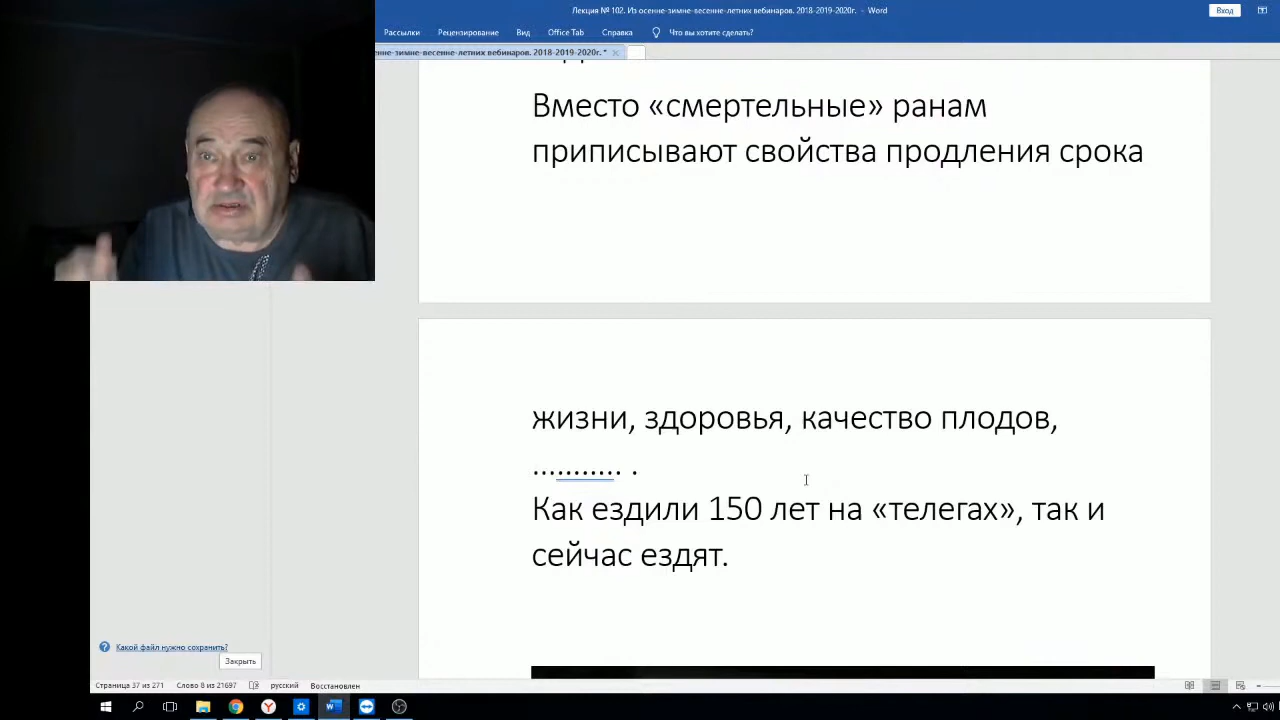 Лекция № 102. Из осенне-зимне-весенне-летних вебинаров. 2018-2019-2020г. - Word
Вход
Рассылки Рецензирование Вид Office Tab Справка Что вы хотите сделать?
нне-зимне-весенне-летних вебинаров. 2018-2019-2020г. *
Вместо «смертельные» ранам
приписывают свойства продления срока
жизни, здоровья, качество плодов,
........... .
Как ездили 150 лет на «телегах», так и
сейчас ездят.
Какой файл нужно сохранить?
Закрыть
Страница 37 из 271 Слово 8 из 21697 русский Восстановлен